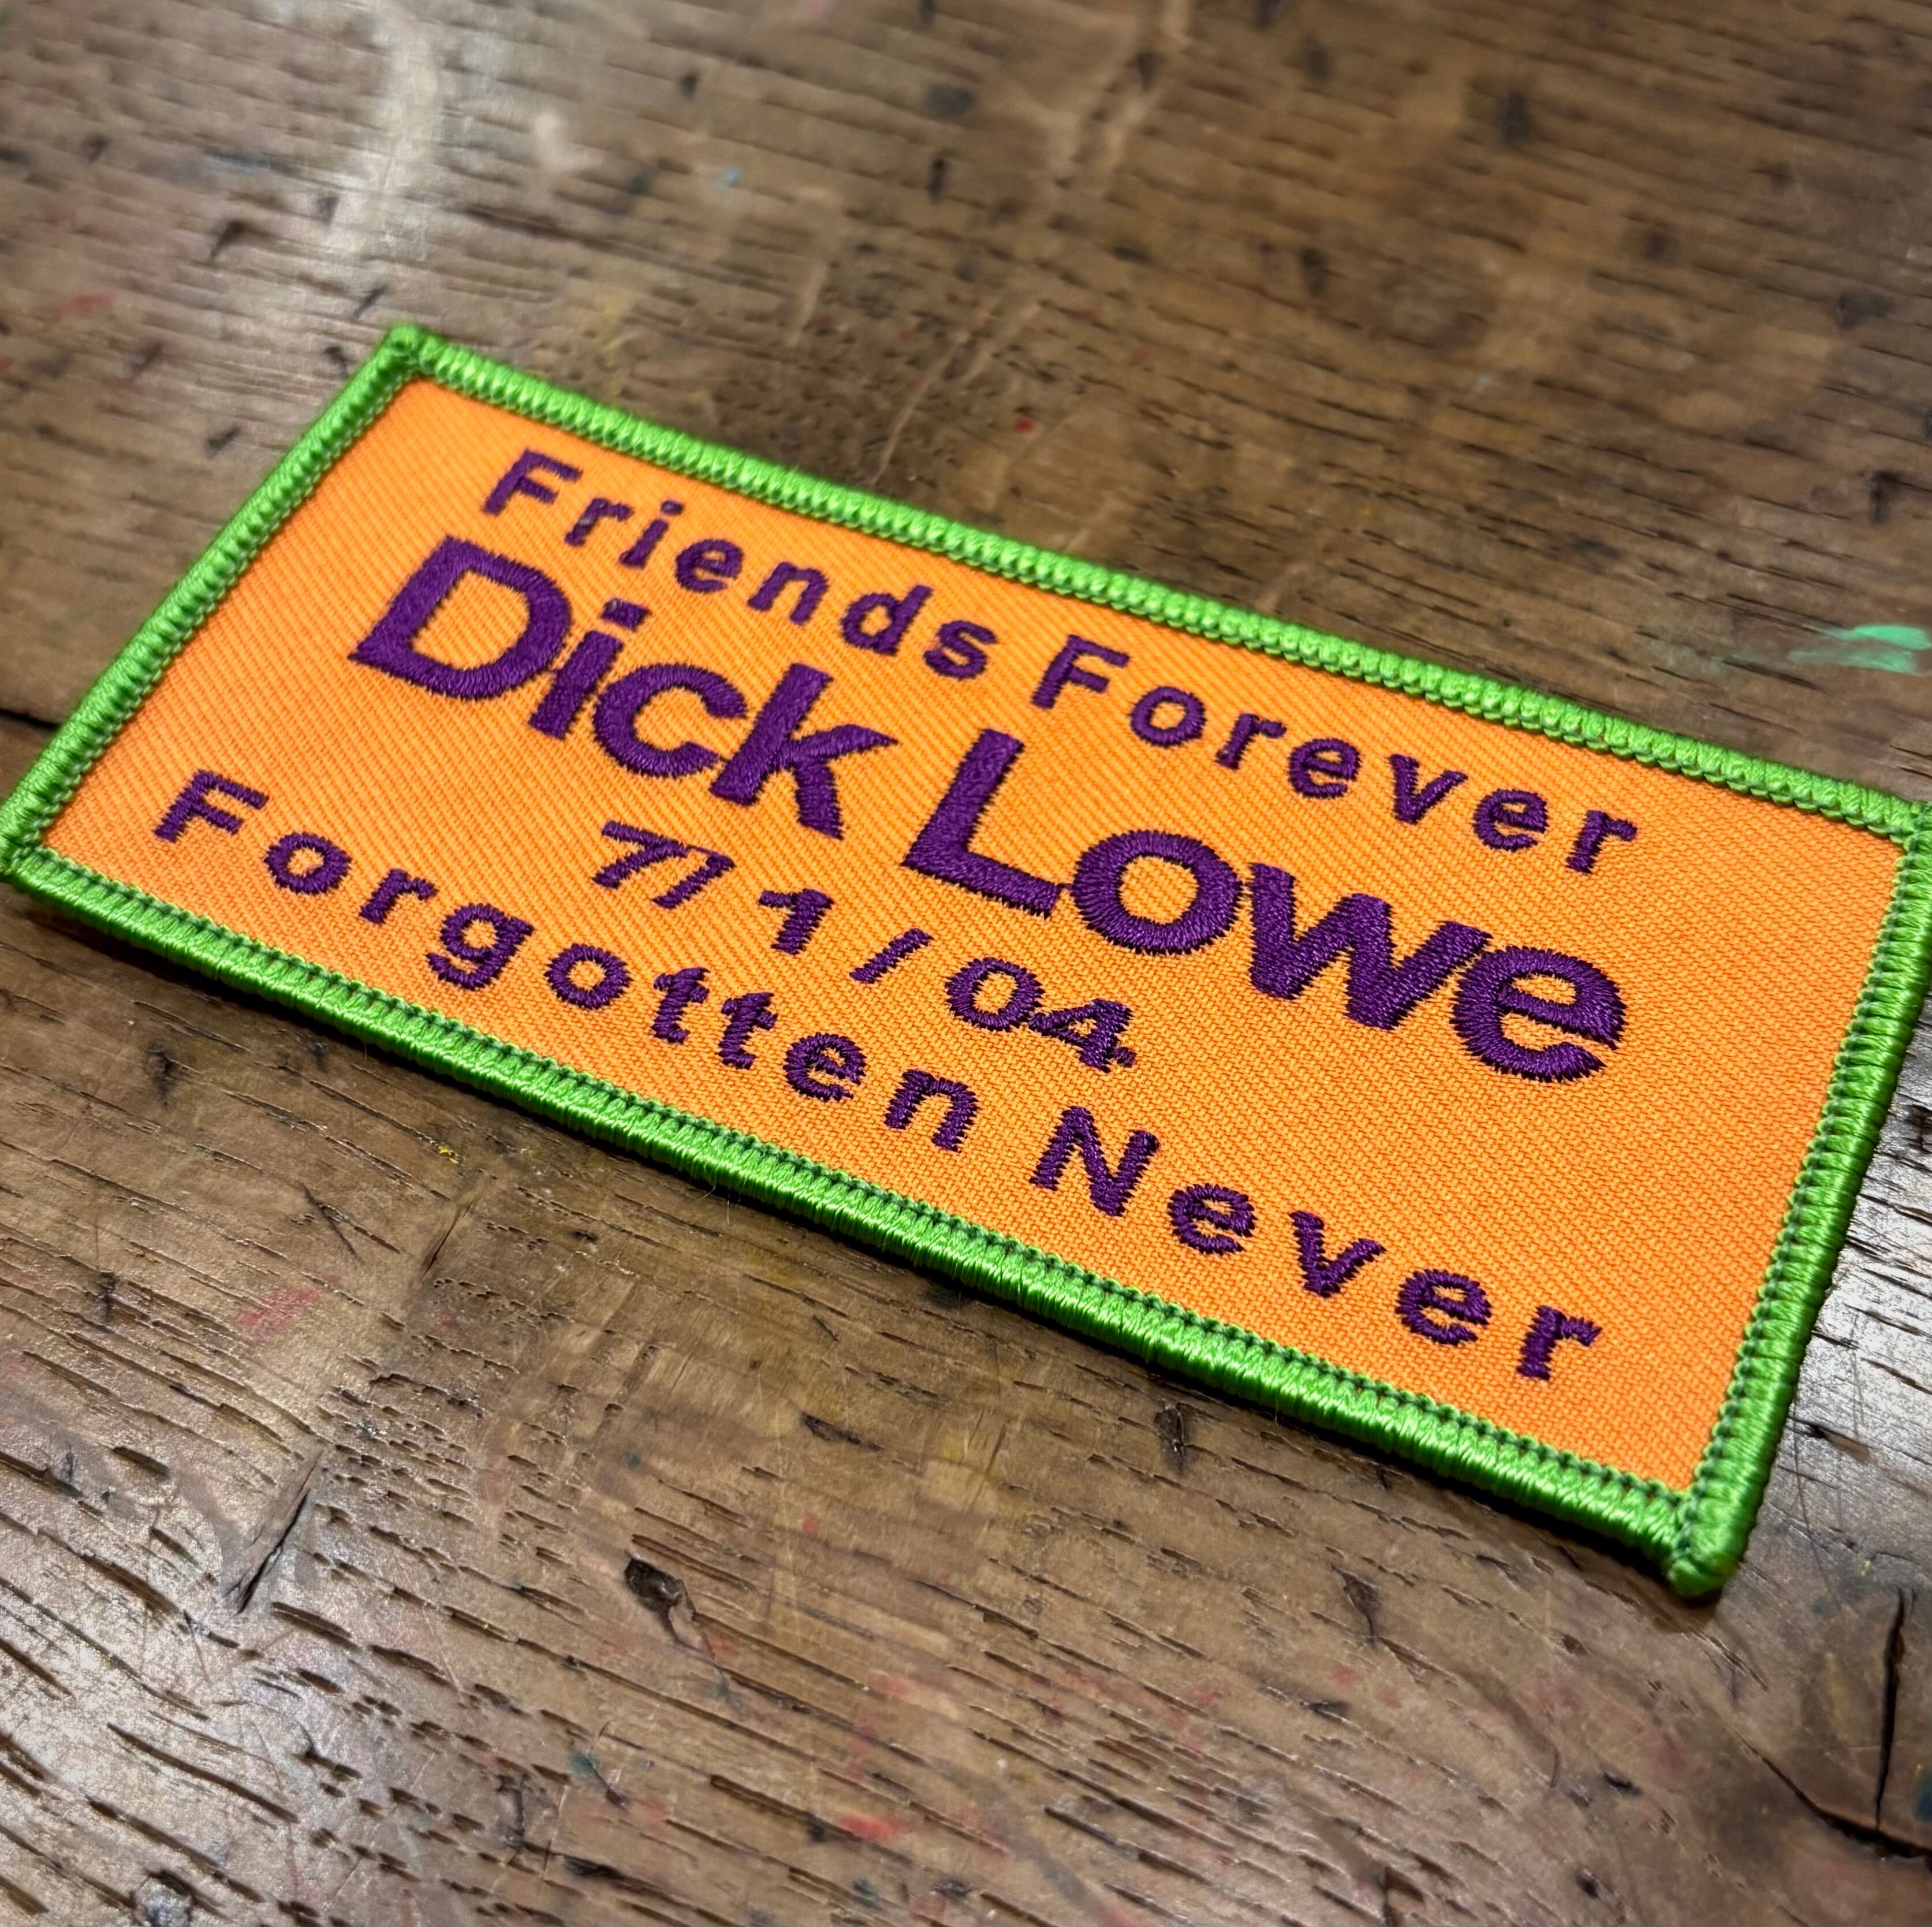 Friends Forever
Dick Lowe
7/1/04
Forgotten Never